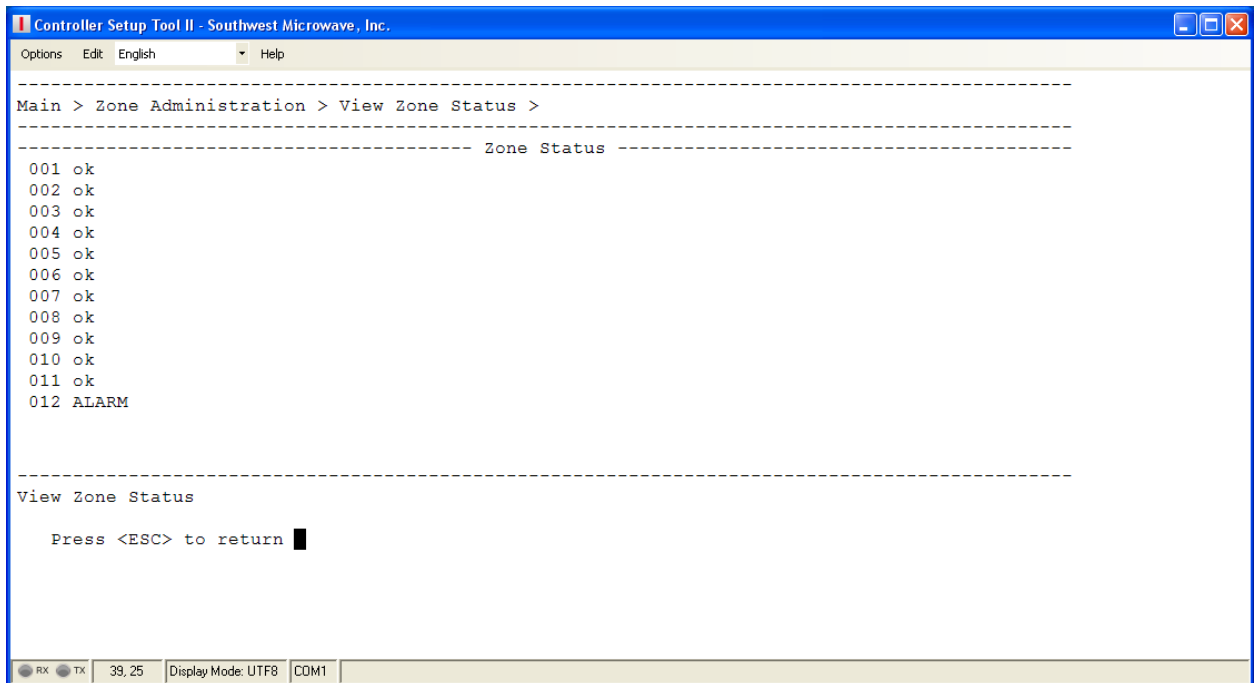 Controller Setup Tool II - Southwest Microwave, Inc.
Options Edit English Help
-----------------------------------------------------------------------------------------------
Main > Zone Administration > View Zone Status >
-----------------------------------------------------------------------------------------------
----------------------------------------- Zone Status -----------------------------------------
001 ok
002 ok
003 ok
004 ok
005 ok
006 ok
007 ok
008 ok
009 ok
010 ok
011 ok
012 ALARM
-----------------------------------------------------------------------------------------------
View Zone Status
Press <ESC> to return
RX TX 39, 25 Display Mode: UTF8 COM1